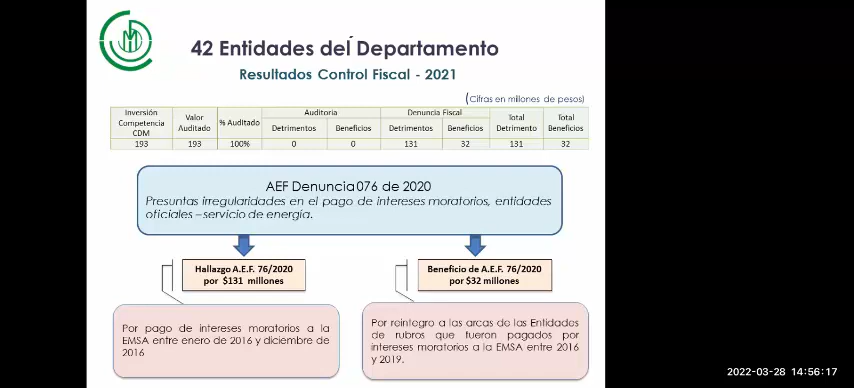 42 Entidades del Departamento
Resultados Control Fiscal - 2021
(Cifras en millones de pesos)
Inversión Competencia CDM | Valor Auditado | % Auditado | Auditoria | Denuncia Fiscal | Total Detrimento | Total Beneficios
Detrimentos | Beneficios | Detrimentos | Beneficios
193 | 193 | 100% | 0 | 0 | 131 | 32 | 131 | 32
AEF Denuncia 076 de 2020
Presuntas irregularidades en el pago de intereses moratorios, entidades
oficiales – servicio de energía.
Hallazgo A.E.F. 76/2020
por $131 millones
Beneficio de A.E.F. 76/2020
por $32 millones
Por pago de intereses moratorios a la
EMSA entre enero de 2016 y diciembre de
2016
Por reintegro a las arcas de las Entidades
de rubros que fueron pagados por
intereses moratorios a la EMSA entre 2016
y 2019.
2022-03-28 14:56:17